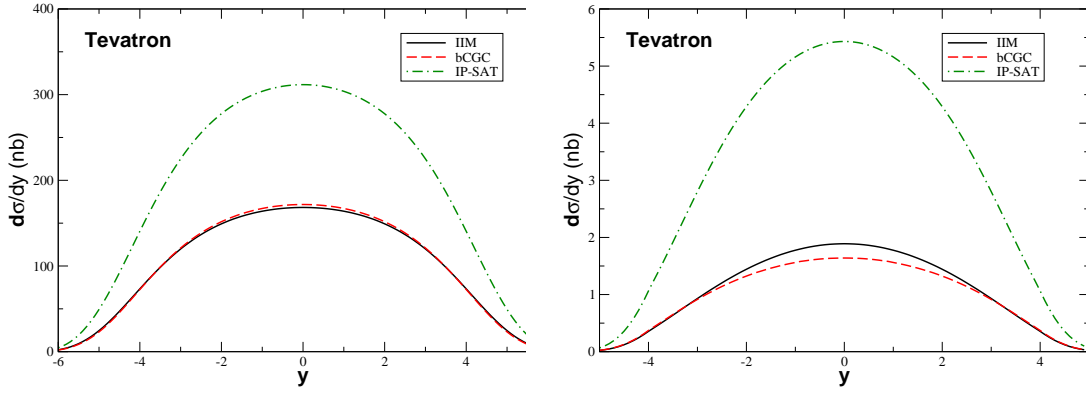 Tevatron
IIM
bCGC
IP-SAT
400
300
200
100
0
dσ/dy (nb)
-6
-4
-2
0
2
4
y
Tevatron
IIM
bCGC
IP-SAT
6
5
4
3
2
1
0
dσ/dy (nb)
-4
-2
0
2
4
y